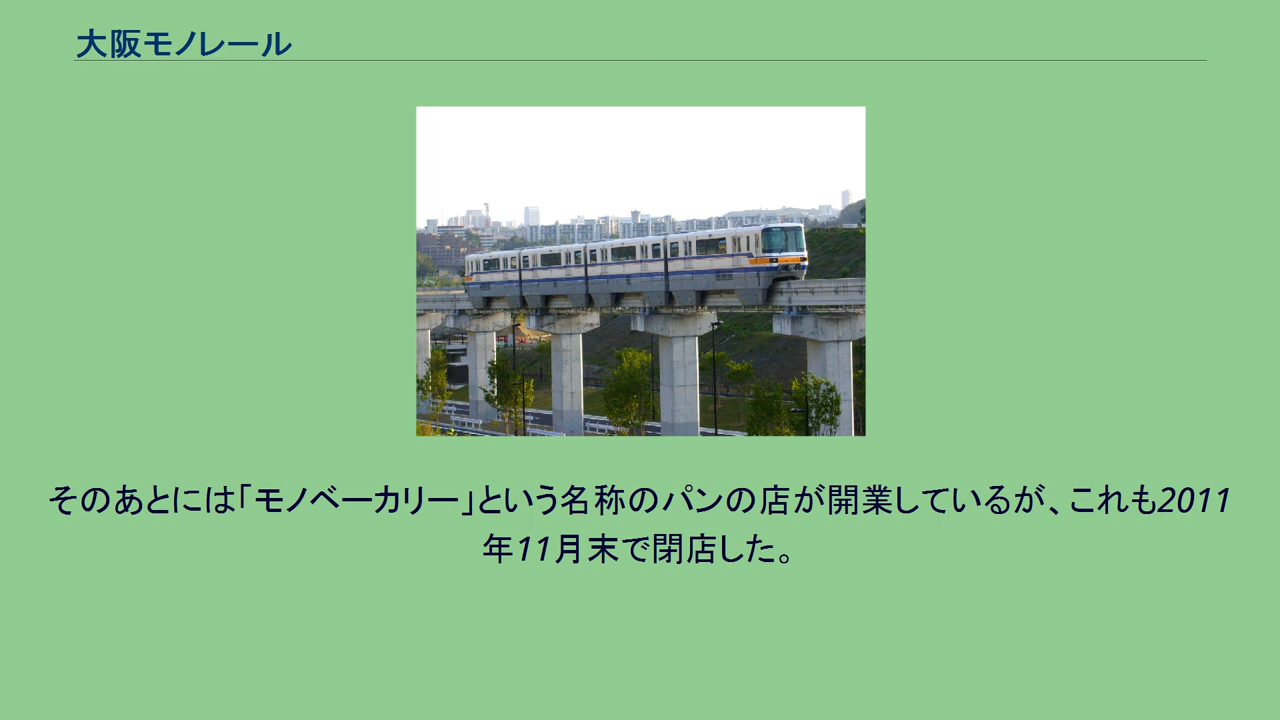 大阪モノレール
そのあとには「モノベーカリー」という名称のパンの店が開業しているが、これも2011
年11月末で閉店した。